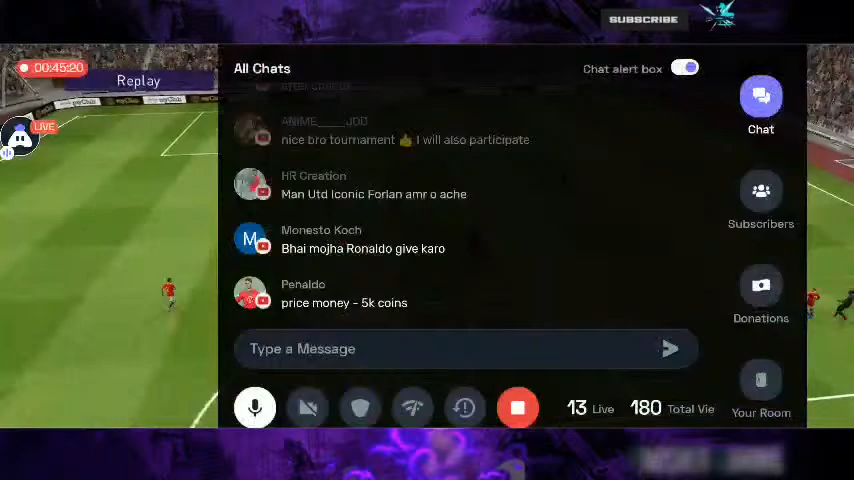 SUBSCRIBE
00:45:20
Replay
LIVE
All Chats
Chat alert box
ANIME____JDD
nice bro tournament 👍 I will also participate
HR Creation
Man Utd Iconic Forlan amr o ache
M
Monesto Koch
Bhai mojha Ronaldo give karo
Penaldo
price money - 5k coins
Type a Message
13 Live
180 Total Vie
Chat
Subscribers
Donations
Your Room